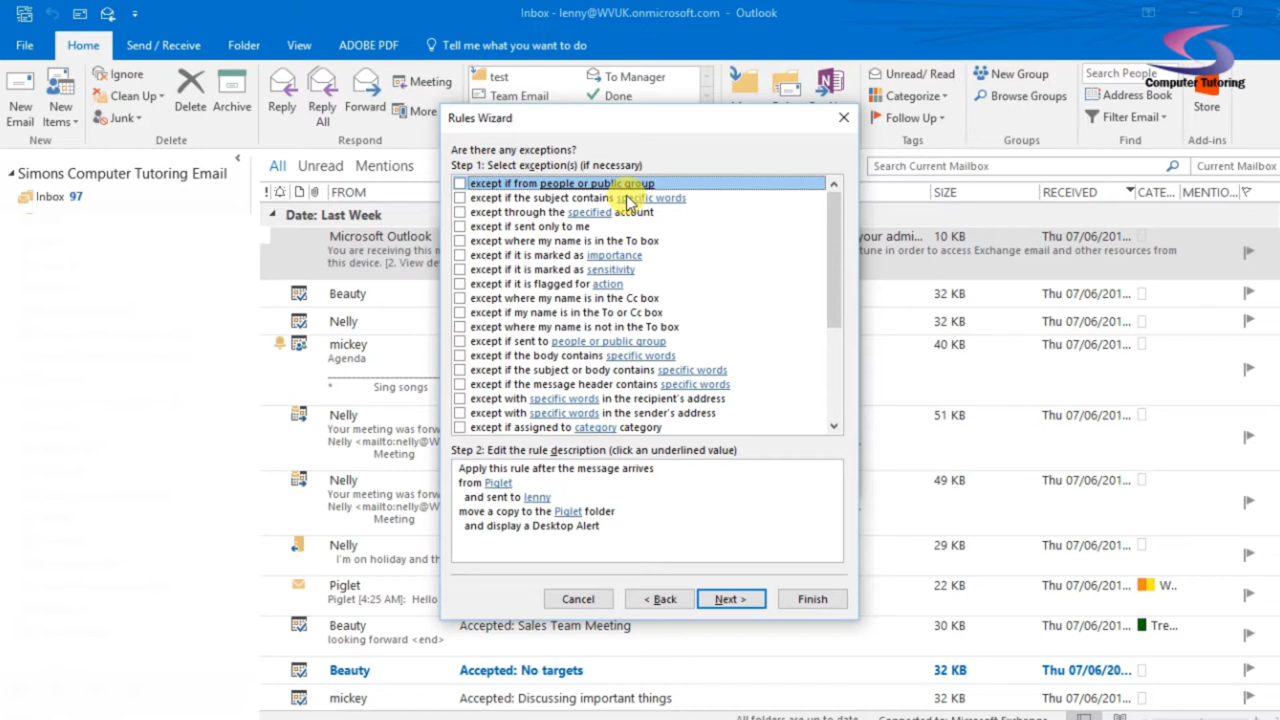 Inbox - lenny@WVUK.onmicrosoft.com - Outlook
File Home Send / Receive Folder View ADOBE PDF Tell me what you want to do
Computer Tutoring
New Email
New Items
Ignore
Clean Up
Junk
Delete
Archive
Reply
Reply All
Forward
Meeting
More
test
Team Email
To Manager
Done
Unread/ Read
Categorize
Follow Up
New Group
Browse Groups
Search People
Address Book
Filter Email
Store
New Delete Respond Tags Groups Find Add-ins
Simons Computer Tutoring Email
Inbox 97
All Unread Mentions
Search Current Mailbox Current Mailbox
FROM SIZE RECEIVED CATE... MENTIO...
Date: Last Week
Microsoft Outlook your admi... 10 KB Thu 07/06/201...
You are receiving this m tune in order to access Exchange email and other resources from
this device. [2. View de
Beauty 32 KB Thu 07/06/201...
Nelly 32 KB Thu 07/06/201...
mickey 40 KB Thu 07/06/201...
Agenda
* Sing songs
Nelly 51 KB Thu 07/06/201...
Your meeting was forw
Nelly <mailto:nelly@W
Meeting
Nelly 49 KB Thu 07/06/201...
Your meeting was forw
Nelly <mailto:nelly@W
Meeting
Nelly 29 KB Thu 07/06/201...
I'm on holiday and th
Piglet 22 KB Thu 07/06/201... W...
Piglet [4:25 AM]: Hello
Beauty Accepted: Sales Team Meeting 30 KB Thu 07/06/201... Tre...
looking forward <end>
Beauty Accepted: No targets 32 KB Thu 07/06/20...
mickey Accepted: Discussing important things 32 KB Thu 07/06/201...
Rules Wizard
Are there any exceptions?
Step 1: Select exception(s) (if necessary)
except if from people or public group
except if the subject contains specific words
except through the specified account
except if sent only to me
except where my name is in the To box
except if it is marked as importance
except if it is marked as sensitivity
except if it is flagged for action
except where my name is in the Cc box
except if my name is in the To or Cc box
except where my name is not in the To box
except if sent to people or public group
except if the body contains specific words
except if the subject or body contains specific words
except if the message header contains specific words
except with specific words in the recipient's address
except with specific words in the sender's address
except if assigned to category category
Step 2: Edit the rule description (click an underlined value)
Apply this rule after the message arrives
from Piglet
and sent to lenny
move a copy to the Piglet folder
and display a Desktop Alert
Cancel < Back Next > Finish
All folders are up to date. Connected to: Microsoft Exchange